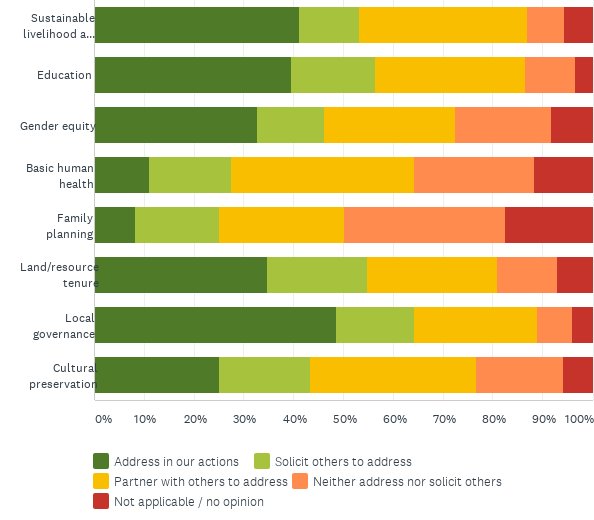 Sustainable
livelihood a...
Education
Gender equity
Basic human
health
Family
planning
Land/resource
tenure
Local
governance
Cultural
preservation
0% 10% 20% 30% 40% 50% 60% 70% 80% 90% 100%
Address in our actions Solicit others to address
Partner with others to address Neither address nor solicit others
Not applicable / no opinion